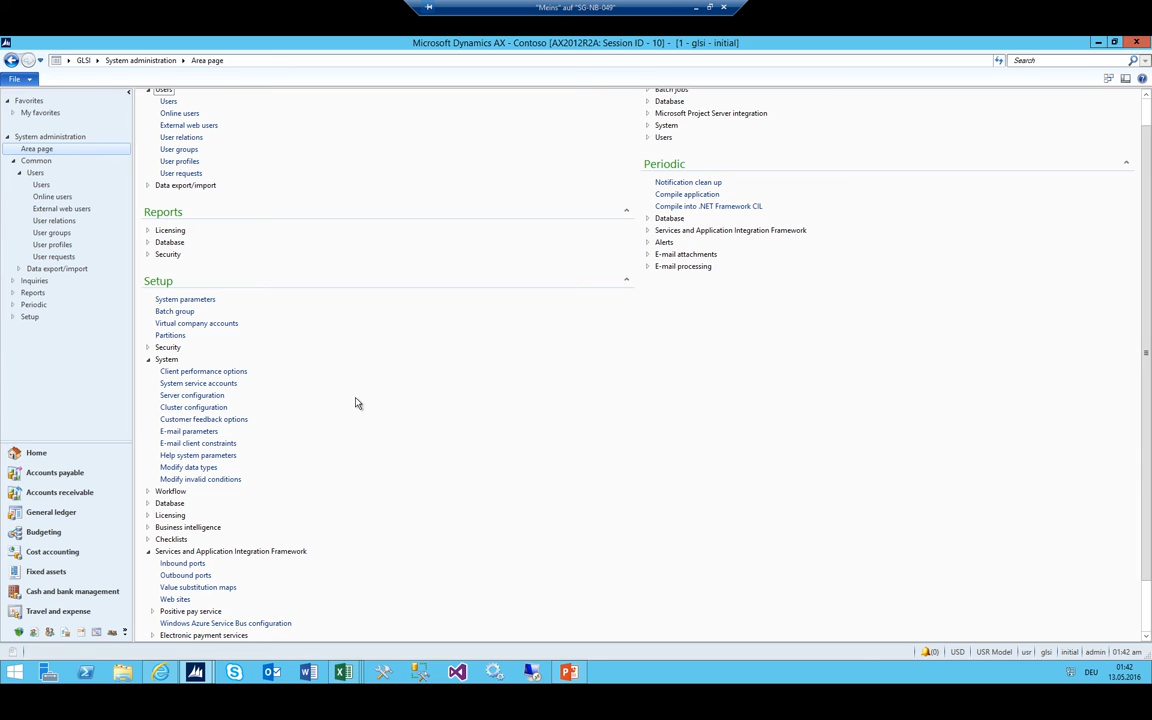 "Meins" auf "SG-NB-049"
Microsoft Dynamics AX - Contoso [AX2012R2A: Session ID - 10] - [1 - glsi - initial]
GLSI System administration Area page
Search
File
Favorites
My favorites
System administration
Area page
Common
Users
Users
Online users
External web users
User relations
User groups
User profiles
User requests
Data export/import
Inquiries
Reports
Periodic
Setup
Home
Accounts payable
Accounts receivable
General ledger
Budgeting
Cost accounting
Fixed assets
Cash and bank management
Travel and expense
Users
Users
Online users
External web users
User relations
User groups
User profiles
User requests
Data export/import
Reports
Licensing
Database
Security
Setup
System parameters
Batch group
Virtual company accounts
Partitions
Security
System
Client performance options
System service accounts
Server configuration
Cluster configuration
Customer feedback options
E-mail parameters
E-mail client constraints
Help system parameters
Modify data types
Modify invalid conditions
Workflow
Database
Licensing
Business intelligence
Checklists
Services and Application Integration Framework
Inbound ports
Outbound ports
Value substitution maps
Web sites
Positive pay service
Windows Azure Service Bus configuration
Electronic payment services
Batch jobs
Database
Microsoft Project Server integration
System
Users
Periodic
Notification clean up
Compile application
Compile into .NET Framework CIL
Database
Services and Application Integration Framework
Alerts
E-mail attachments
E-mail processing
(0) USD USR Model usr glsi initial admin 01:42 am
DEU
01:42
13.05.2016